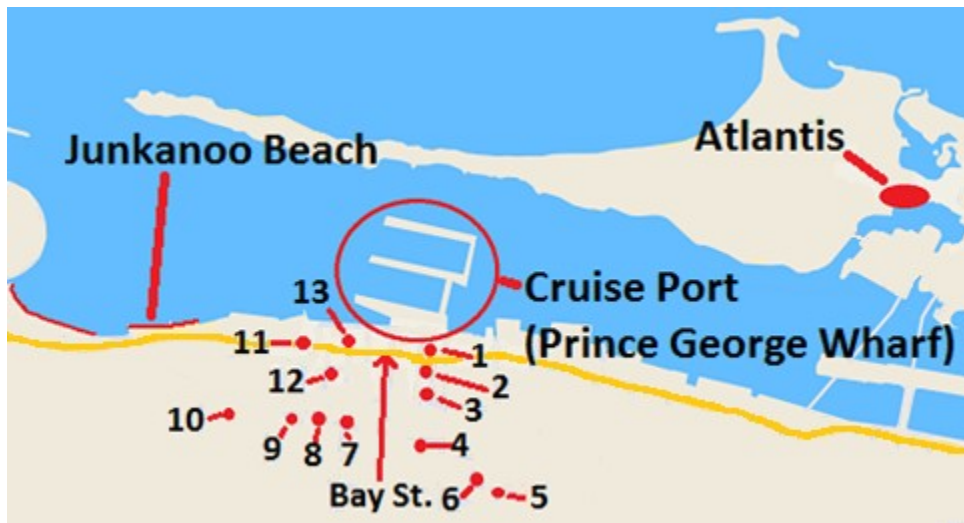 Junkanoo Beach
Atlantis
Cruise Port
(Prince George Wharf)
13
11
1
12
2
3
10
9
8
7
4
Bay St.
6
5